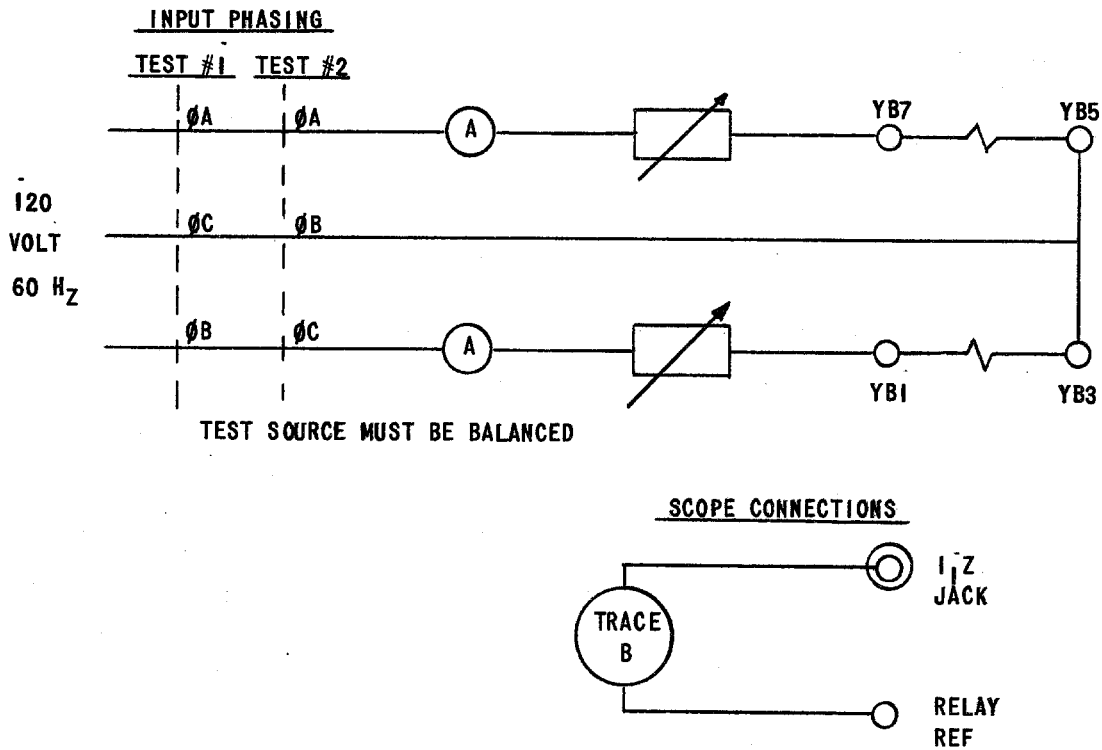 INPUT PHASING
TEST #1 TEST #2
ØA ØA
A
YB7
YB5
120
VOLT
60 HZ
ØC ØB
ØB ØC
A
YB1
YB3
TEST SOURCE MUST BE BALANCED
SCOPE CONNECTIONS
TRACE
B
I1Z
JACK
RELAY
REF